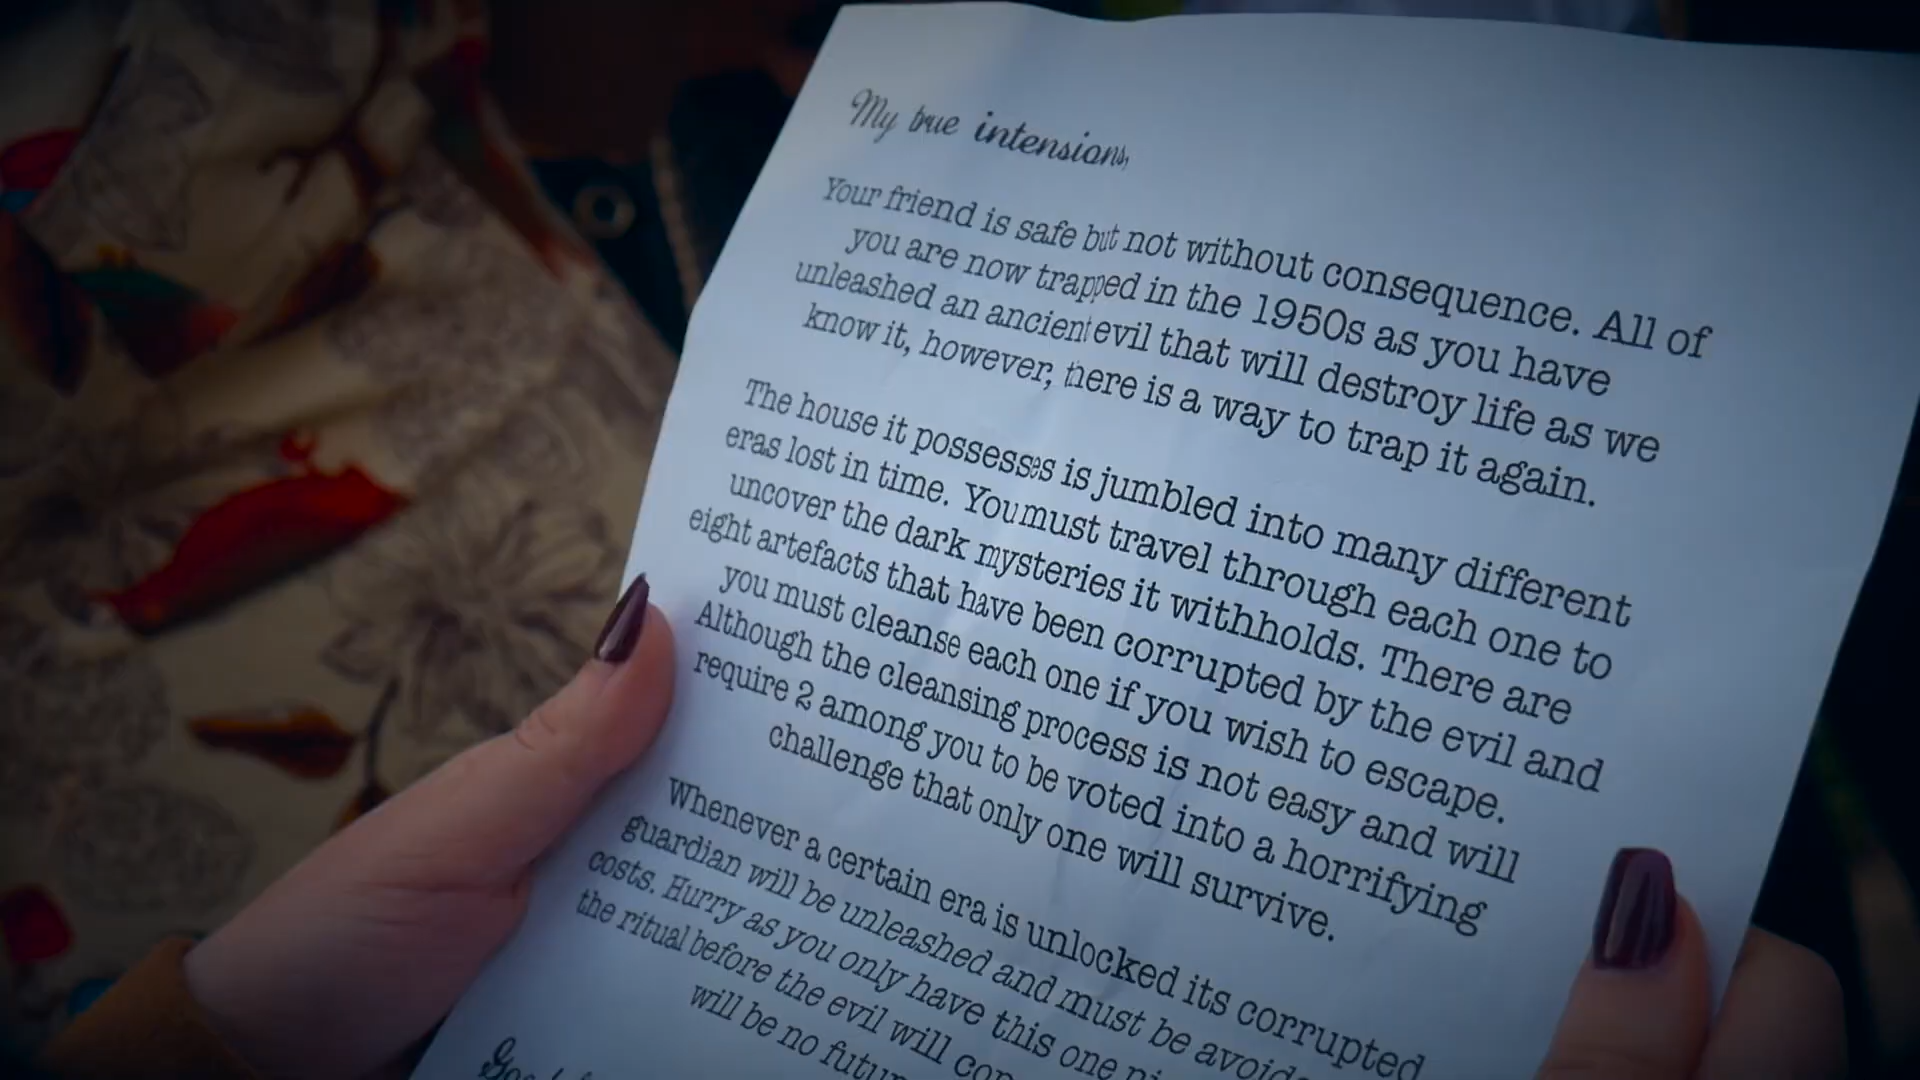 My true intensions,
Your friend is safe but not without consequence. All of
you are now trapped in the 1950s as you have
unleashed an ancient evil that will destroy life as we
know it, however, there is a way to trap it again.
The house it possesses is jumbled into many different
eras lost in time. You must travel through each one to
uncover the dark mysteries it withholds. There are
eight artefacts that have been corrupted by the evil and
you must cleanse each one if you wish to escape.
Although the cleansing process is not easy and will
require 2 among you to be voted into a horrifying
challenge that only one will survive.
Whenever a certain era is unlocked its corrupted
guardian will be unleashed and must be
costs. Hurry as you only have this one
the ritual before the evil will
will be no